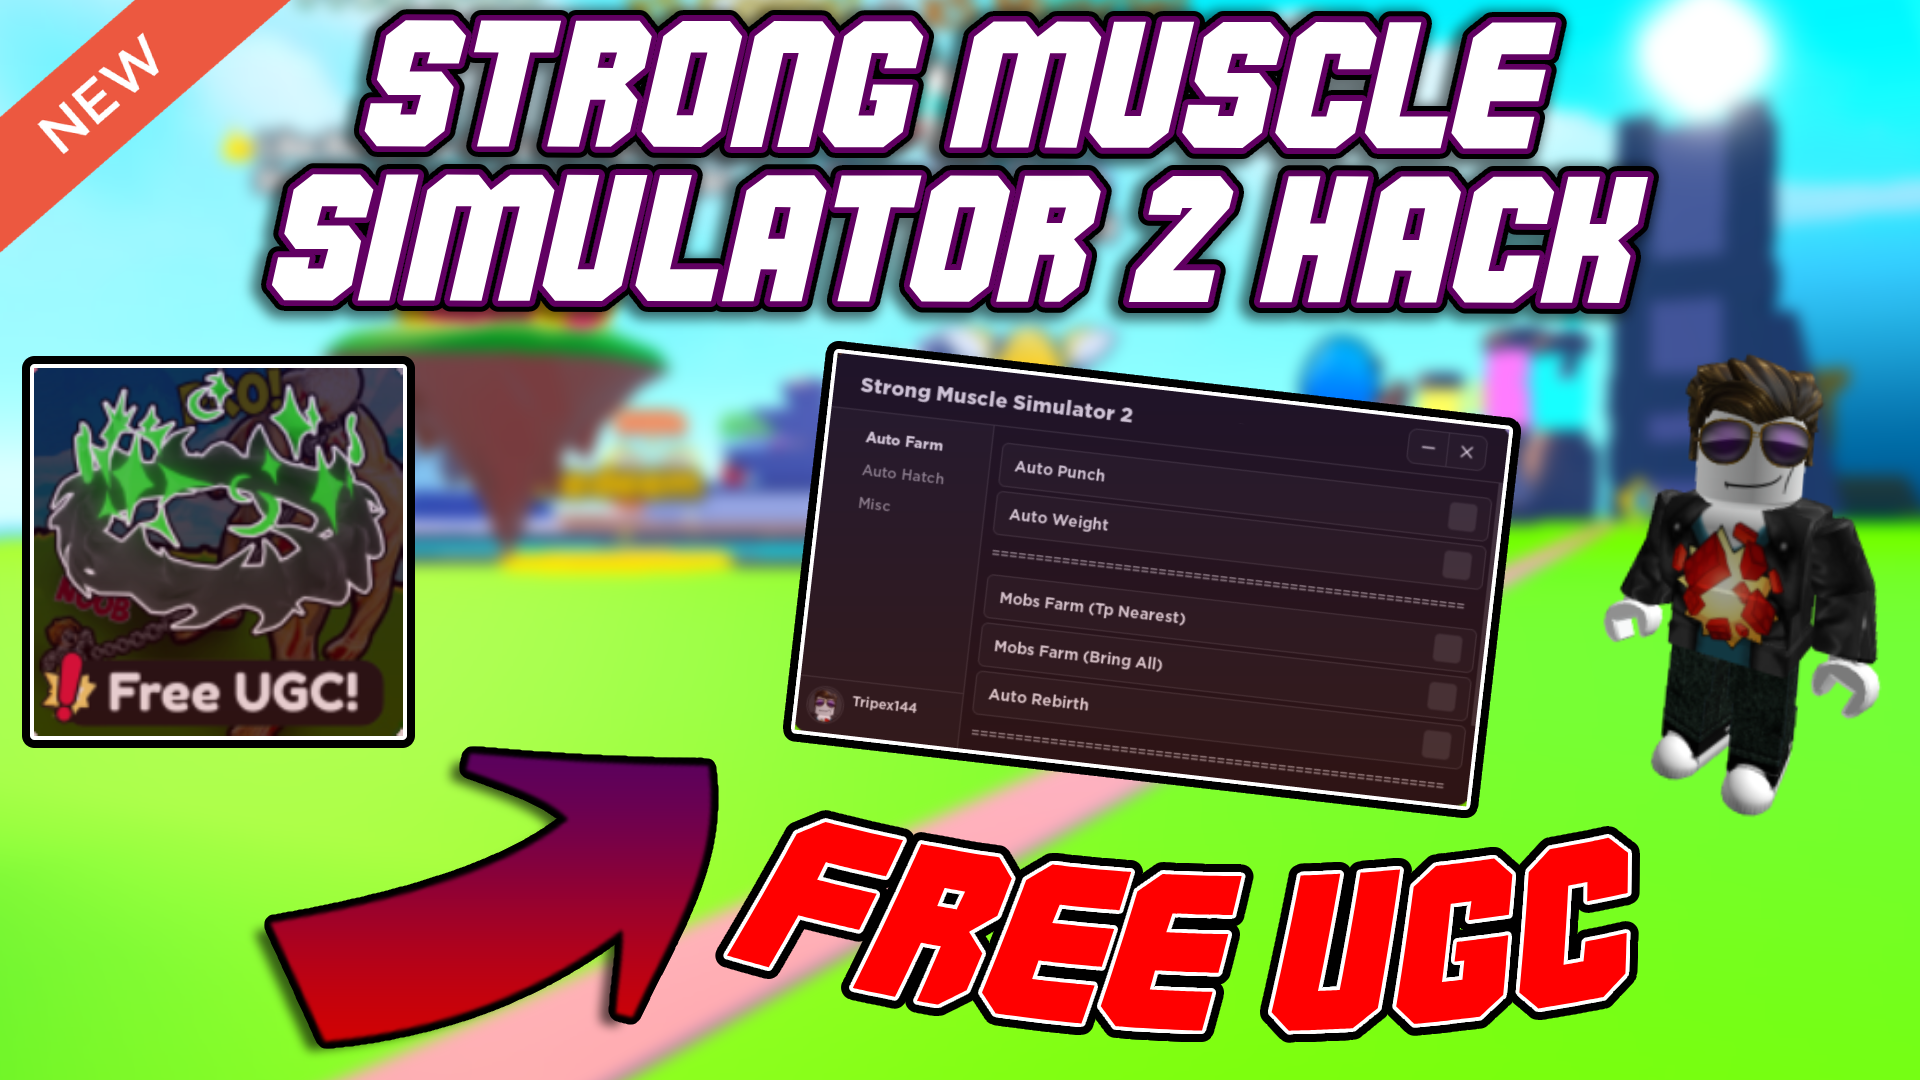 NEW
STRONG MUSCLE
SIMULATOR 2 HACK
NOOB
Free UGC!
Strong Muscle Simulator 2
Auto Farm
Auto Hatch
Misc
Tripex144
Auto Punch
Auto Weight
======================================================
Mobs Farm (Tp Nearest)
Mobs Farm (Bring All)
Auto Rebirth
======================================================
FREE UGC